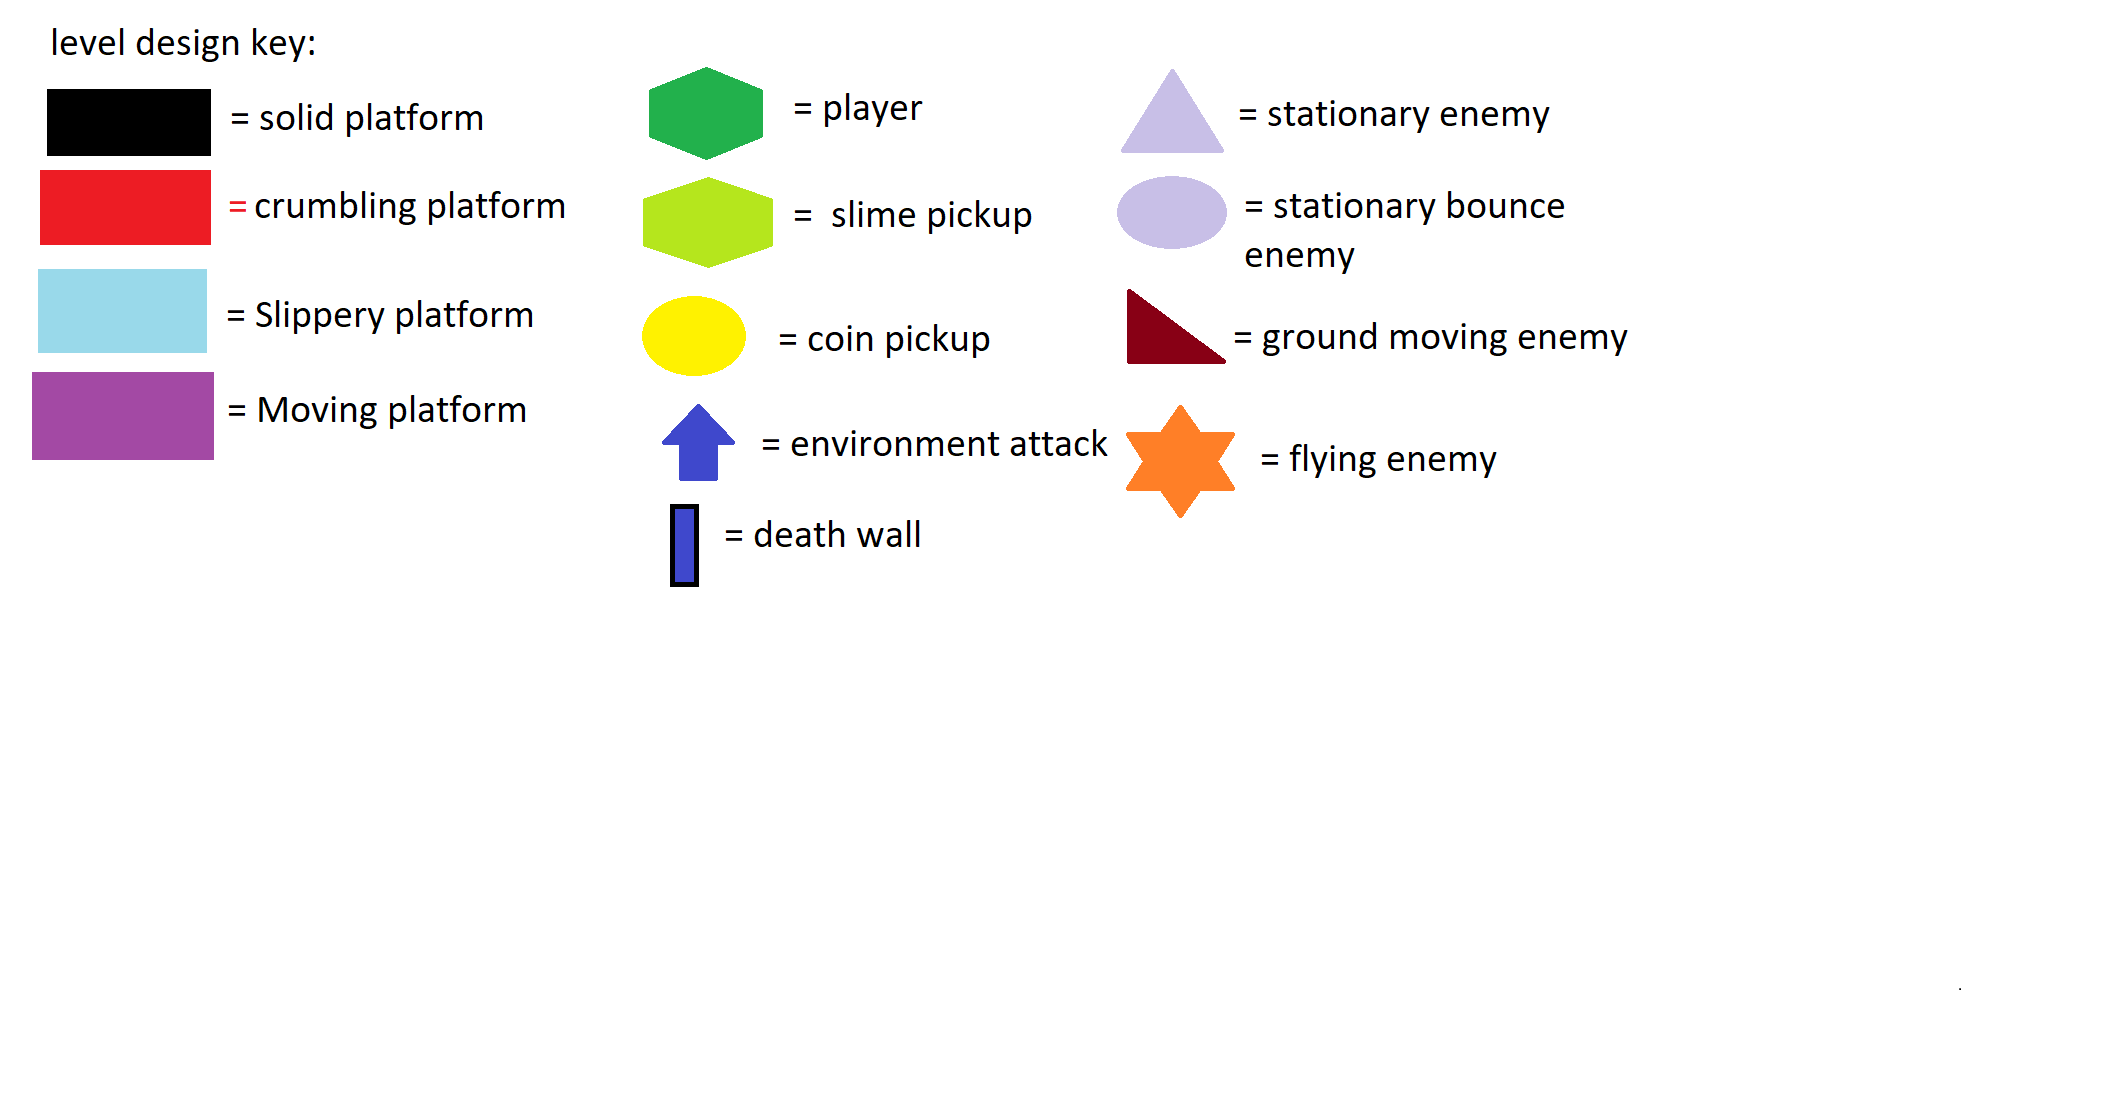 level design key:
= solid platform
= crumbling platform
= Slippery platform
= Moving platform
= player
= slime pickup
= coin pickup
= environment attack
= death wall
= stationary enemy
= stationary bounce
enemy
= ground moving enemy
= flying enemy